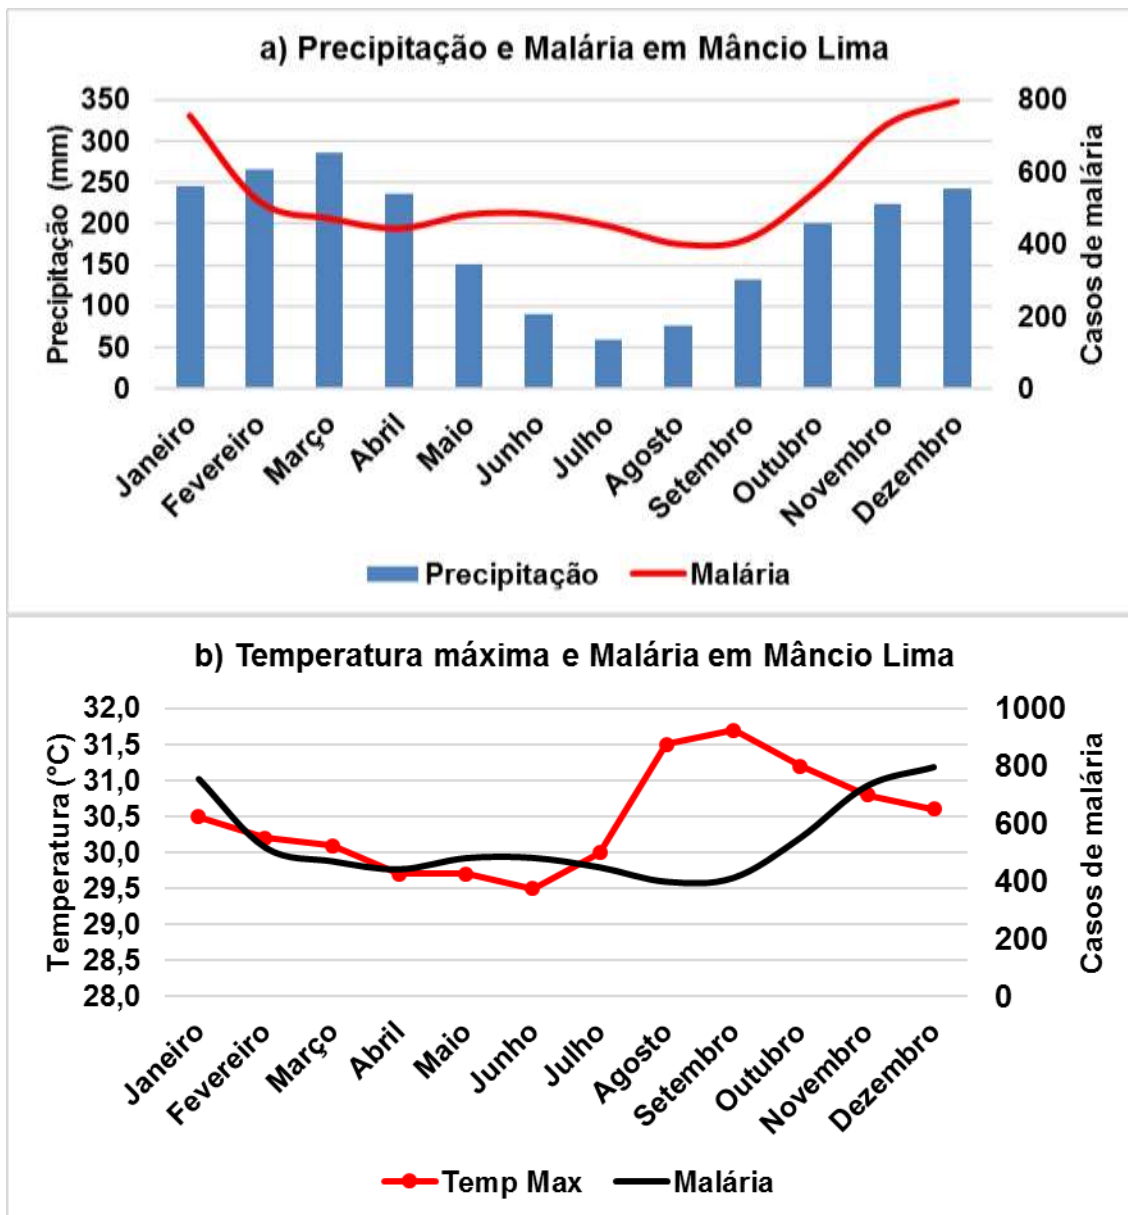 a) Precipitação e Malária em Mâncio Lima
Precipitação (mm)
350
300
250
200
150
100
50
0
800
600
400
200
0
Casos de malária
Janeiro
Fevereiro
Março
Abril
Maio
Junho
Julho
Agosto
Setembro
Outubro
Novembro
Dezembro
Precipitação
Malária
b) Temperatura máxima e Malária em Mâncio Lima
Temperatura (°C)
32,0
31,5
31,0
30,5
30,0
29,5
29,0
28,5
28,0
1000
800
600
400
200
0
Casos de malária
Janeiro
Fevereiro
Março
Abril
Maio
Junho
Julho
Agosto
Setembro
Outubro
Novembro
Dezembro
Temp Max
Malária